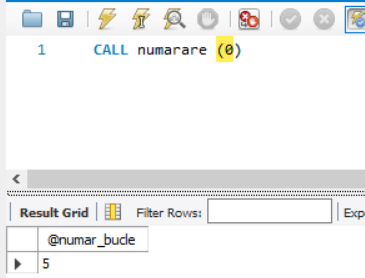 1 CALL numarare (0)
Result Grid Filter Rows: Exp
@numar_bucle
5